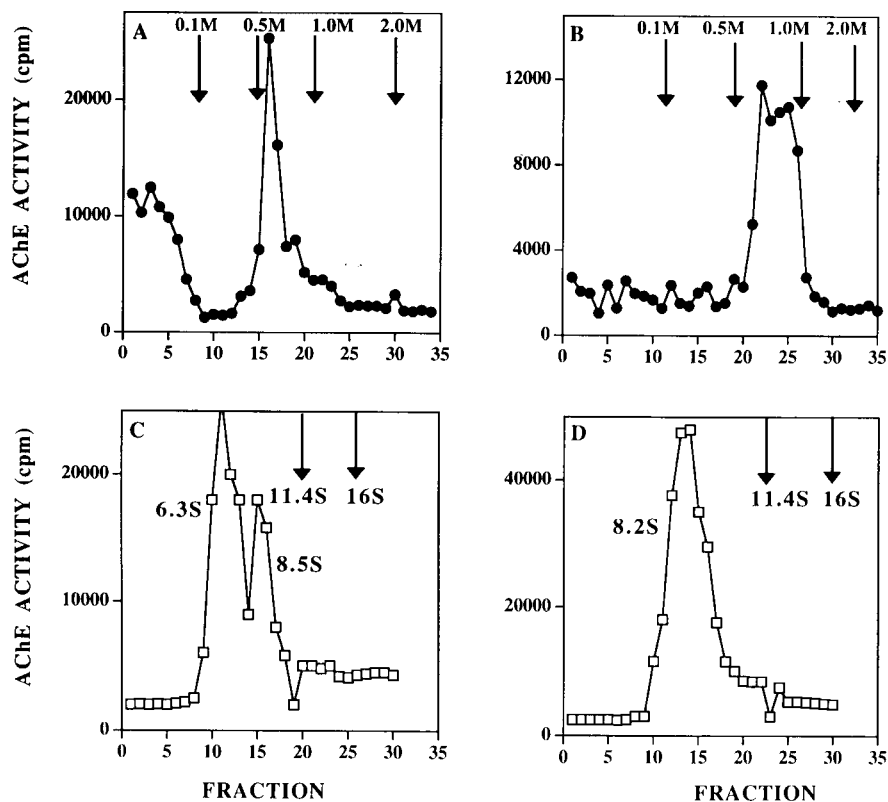 A 0.1M 0.5M 1.0M 2.0M
B 0.1M 0.5M 1.0M 2.0M
AChE ACTIVITY (cpm)
20000
10000
0
12000
8000
4000
0
0 5 10 15 20 25 30 35
0 5 10 15 20 25 30 35
C
6.3S
8.5S
11.4S
16S
D
8.2S
11.4S
16S
AChE ACTIVITY (cpm)
20000
10000
0
40000
20000
0
0 5 10 15 20 25 30 35
0 5 10 15 20 25 30 35
FRACTION
FRACTION